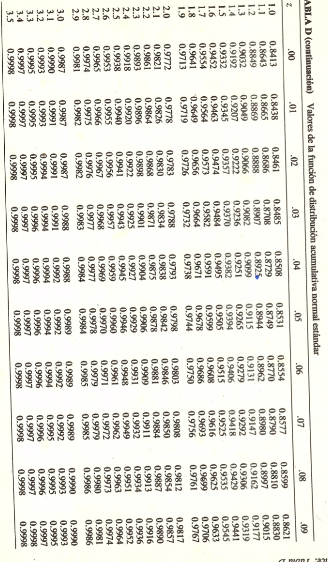 TABLA D (continuación) Valores de la función de distribución acumulativa normal estándar
z .00 .01 .02 .03 .04 .05 .06 .07 .08 .09
1.0 0.8413 0.8438 0.8461 0.8485 0.8508 0.8531 0.8554 0.8577 0.8599 0.8621
1.1 0.8643 0.8665 0.8686 0.8708 0.8729 0.8749 0.8770 0.8790 0.8810 0.8830
1.2 0.8849 0.8869 0.8888 0.8907 0.8925 0.8944 0.8962 0.8980 0.8997 0.9015
1.3 0.9032 0.9049 0.9066 0.9082 0.9099 0.9115 0.9131 0.9147 0.9162 0.9177
1.4 0.9192 0.9207 0.9222 0.9236 0.9251 0.9265 0.9279 0.9292 0.9306 0.9319
1.5 0.9332 0.9345 0.9357 0.9370 0.9382 0.9394 0.9406 0.9418 0.9429 0.9441
1.6 0.9452 0.9463 0.9474 0.9484 0.9495 0.9505 0.9515 0.9525 0.9535 0.9545
1.7 0.9554 0.9564 0.9573 0.9582 0.9591 0.9599 0.9608 0.9616 0.9625 0.9633
1.8 0.9641 0.9649 0.9656 0.9664 0.9671 0.9678 0.9686 0.9693 0.9699 0.9706
1.9 0.9713 0.9719 0.9726 0.9732 0.9738 0.9744 0.9750 0.9756 0.9761 0.9767
2.0 0.9772 0.9778 0.9783 0.9788 0.9793 0.9798 0.9803 0.9808 0.9812 0.9817
2.1 0.9821 0.9826 0.9830 0.9834 0.9838 0.9842 0.9846 0.9850 0.9854 0.9857
2.2 0.9861 0.9864 0.9868 0.9871 0.9875 0.9878 0.9881 0.9884 0.9887 0.9890
2.3 0.9893 0.9896 0.9898 0.9901 0.9904 0.9906 0.9909 0.9911 0.9913 0.9916
2.4 0.9918 0.9920 0.9922 0.9925 0.9927 0.9929 0.9931 0.9932 0.9934 0.9936
2.5 0.9938 0.9940 0.9941 0.9943 0.9945 0.9946 0.9948 0.9949 0.9951 0.9952
2.6 0.9953 0.9955 0.9956 0.9957 0.9959 0.9960 0.9961 0.9962 0.9963 0.9964
2.7 0.9965 0.9966 0.9967 0.9968 0.9969 0.9970 0.9971 0.9972 0.9973 0.9974
2.8 0.9974 0.9975 0.9976 0.9977 0.9977 0.9978 0.9979 0.9979 0.9980 0.9981
2.9 0.9981 0.9982 0.9982 0.9983 0.9984 0.9984 0.9985 0.9985 0.9986 0.9986
3.0 0.9987 0.9987 0.9987 0.9988 0.9988 0.9989 0.9989 0.9989 0.9990 0.9990
3.1 0.9990 0.9991 0.9991 0.9991 0.9992 0.9992 0.9992 0.9992 0.9993 0.9993
3.2 0.9993 0.9993 0.9994 0.9994 0.9994 0.9994 0.9994 0.9995 0.9995 0.9995
3.3 0.9995 0.9995 0.9995 0.9996 0.9996 0.9996 0.9996 0.9996 0.9996 0.9997
3.4 0.9997 0.9997 0.9997 0.9997 0.9997 0.9997 0.9997 0.9997 0.9997 0.9998
3.5 0.9998 0.9998 0.9998 0.9998 0.9998 0.9998 0.9998 0.9998 0.9998 0.9998